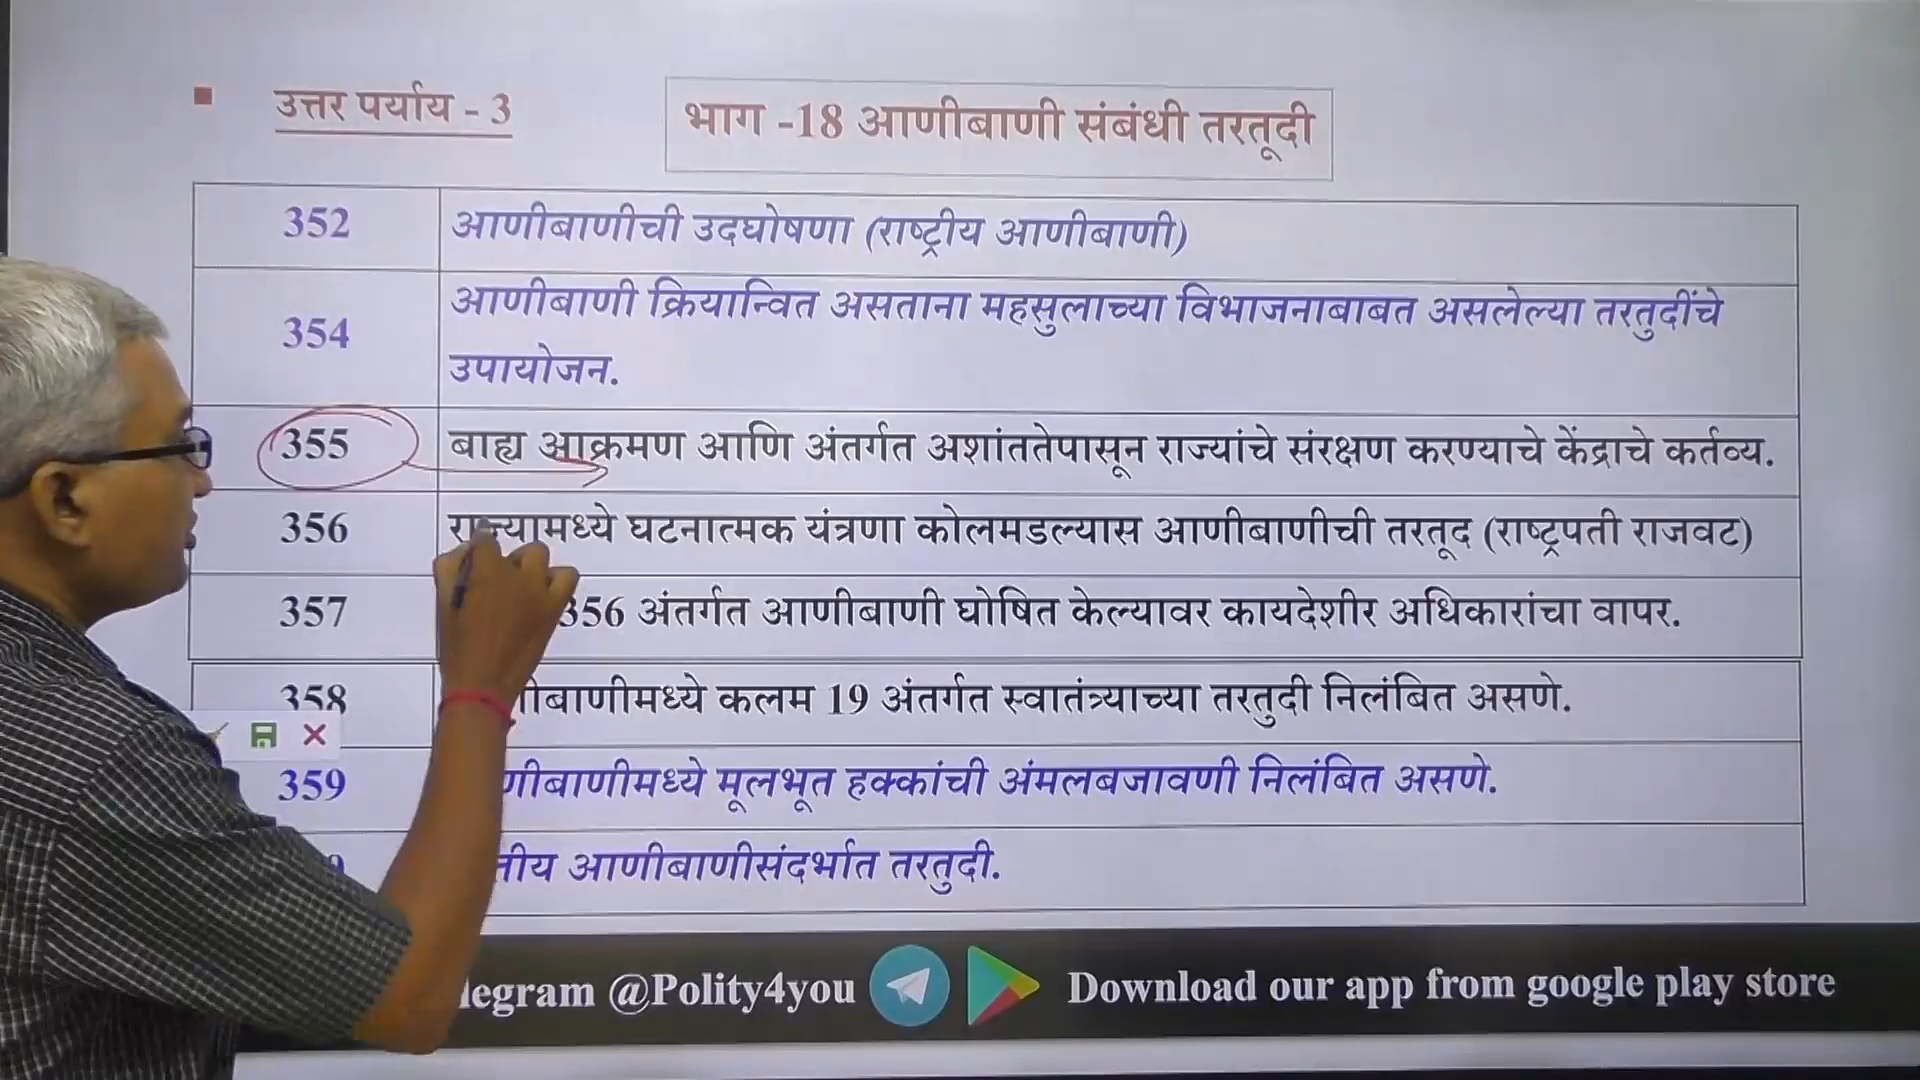 उत्तर पर्याय - 3
भाग -18 आणीबाणी संबंधी तरतूदी
352 आणीबाणीची उदघोषणा (राष्ट्रीय आणीबाणी)
354 आणीबाणी क्रियान्वित असताना महसुलाच्या विभाजनाबाबत असलेल्या तरतुदींचे
उपायोजन.
355 बाह्य आक्रमण आणि अंतर्गत अशांततेपासून राज्यांचे संरक्षण करण्याचे केंद्राचे कर्तव्य.
356 राज्यामध्ये घटनात्मक यंत्रणा कोलमडल्यास आणीबाणीची तरतूद (राष्ट्रपती राजवट)
357 356 अंतर्गत आणीबाणी घोषित केल्यावर कायदेशीर अधिकारांचा वापर.
358 कलम 19 अंतर्गत स्वातंत्र्याच्या तरतुदी निलंबित असणे.
359 मूलभूत हक्कांची अंमलबजावणी निलंबित असणे.
आणीबाणीसंदर्भात तरतुदी.
@Polity4you Download our app from google play store